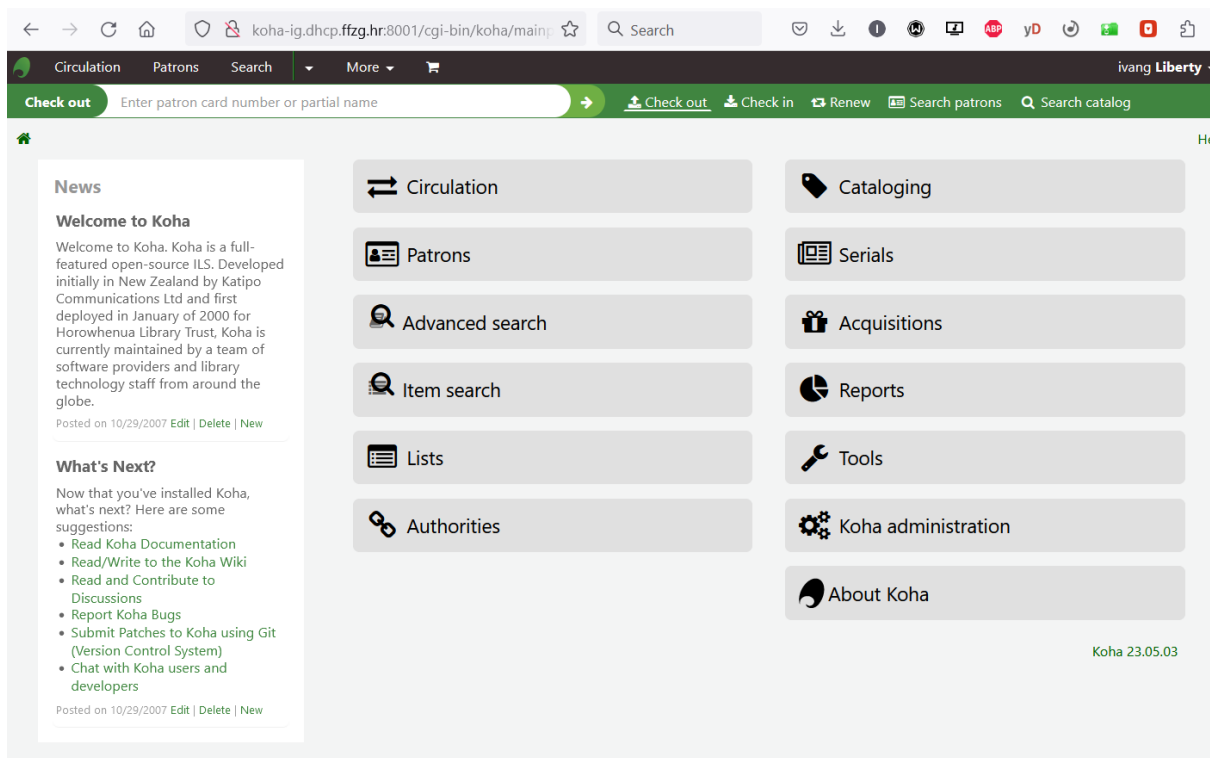 koha-ig.dhcp.ffzg.hr:8001/cgi-bin/koha/mainp
Search
ABP
yD
Circulation
Patrons
Search
More
ivang Liberty
Check out
Enter patron card number or partial name
Check out
Check in
Renew
Search patrons
Search catalog
News
Welcome to Koha
Welcome to Koha. Koha is a full-
featured open-source ILS. Developed
initially in New Zealand by Katipo
Communications Ltd and first
deployed in January of 2000 for
Horowhenua Library Trust, Koha is
currently maintained by a team of
software providers and library
technology staff from around the
globe.
Posted on 10/29/2007 Edit | Delete | New
What's Next?
Now that you've installed Koha,
what's next? Here are some
suggestions:
• Read Koha Documentation
• Read/Write to the Koha Wiki
• Read and Contribute to
Discussions
• Report Koha Bugs
• Submit Patches to Koha using Git
(Version Control System)
• Chat with Koha users and
developers
Posted on 10/29/2007 Edit | Delete | New
Circulation
Patrons
Advanced search
Item search
Lists
Authorities
Cataloging
Serials
Acquisitions
Reports
Tools
Koha administration
About Koha
Koha 23.05.03